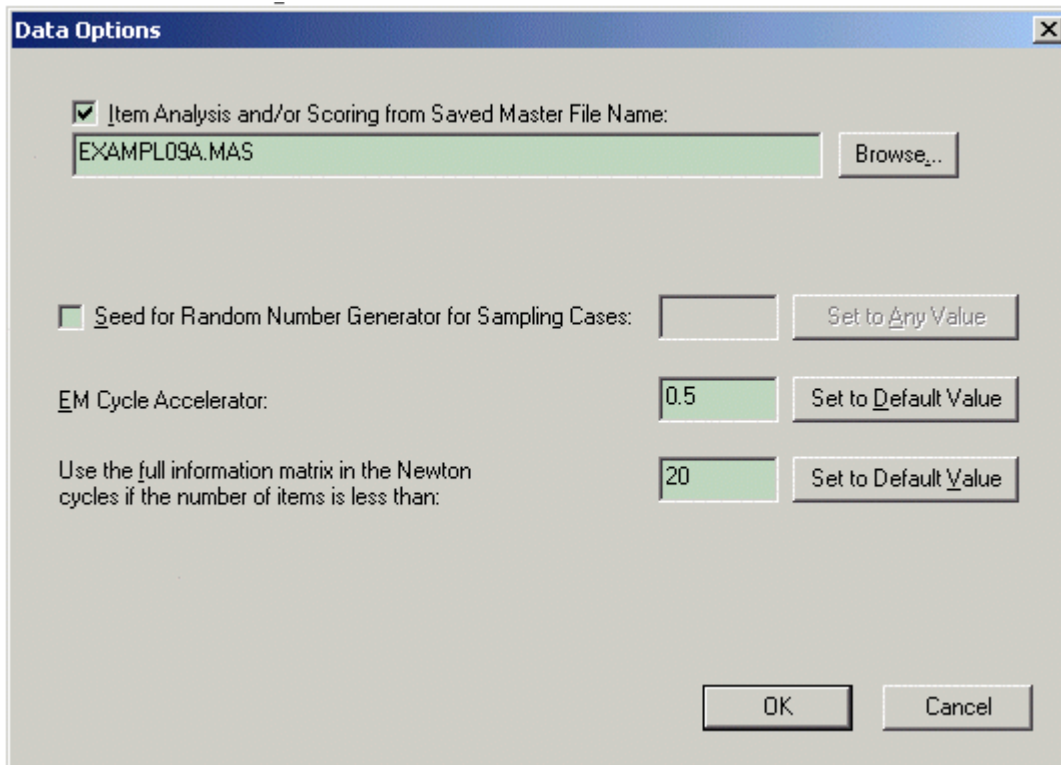 Data Options
Item Analysis and/or Scoring from Saved Master File Name:
EXAMPL09A.MAS
Browse...
Seed for Random Number Generator for Sampling Cases:
Set to Any Value
EM Cycle Accelerator:
0.5
Set to Default Value
Use the full information matrix in the Newton
cycles if the number of items is less than:
20
Set to Default Value
OK
Cancel